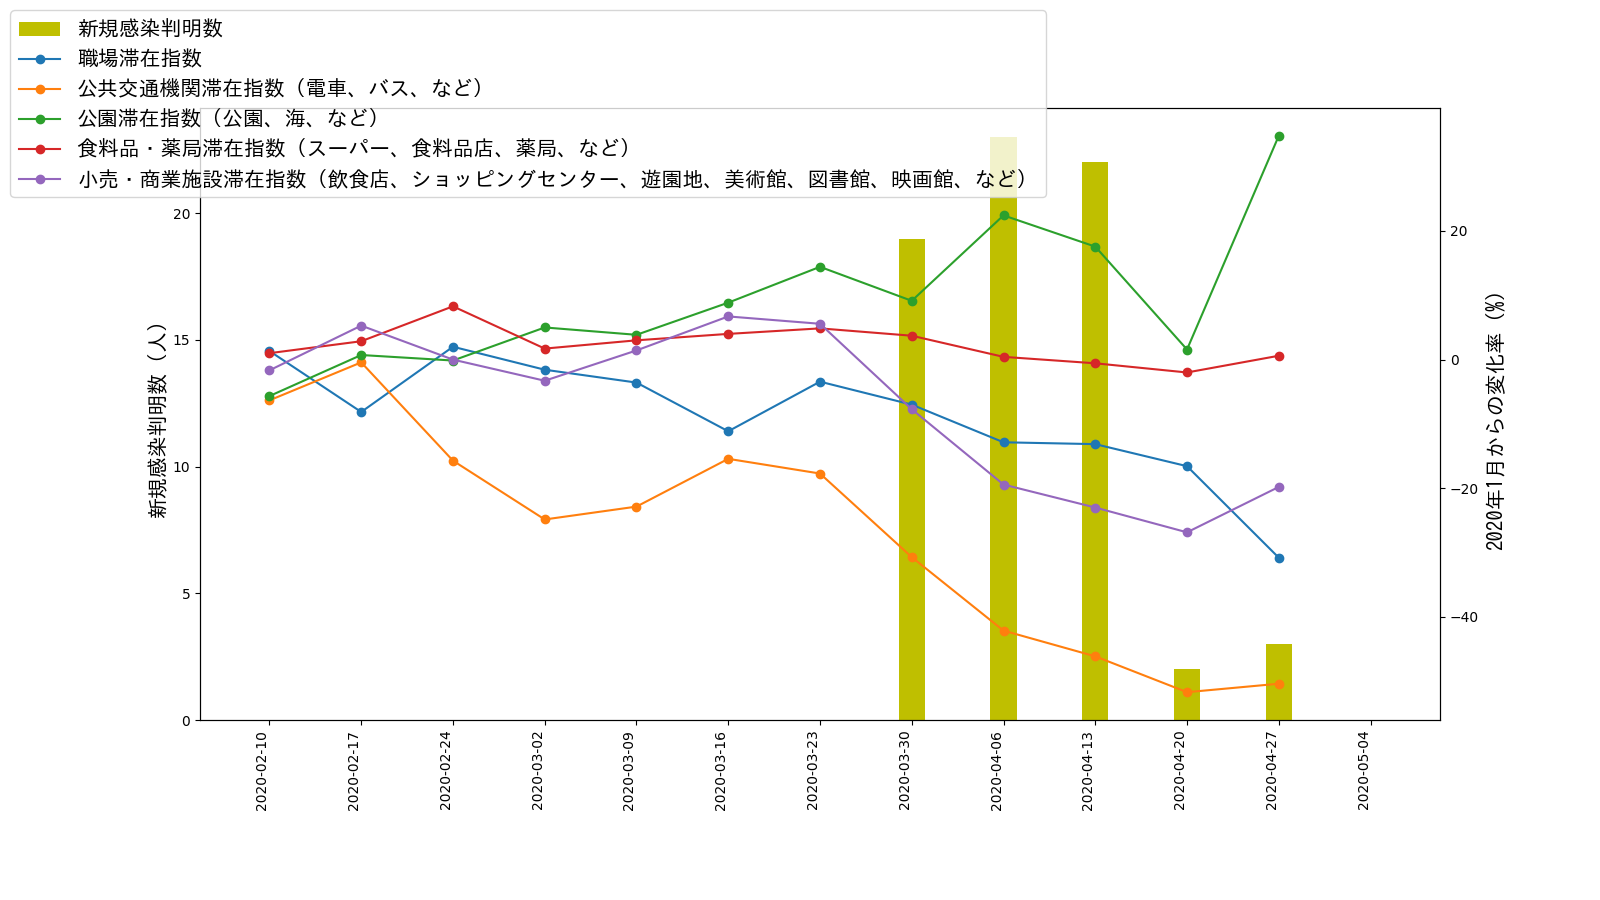 新規感染判明数
職場滞在指数
公共交通機関滞在指数（電車、バス、など）
公園滞在指数（公園、海、など）
食料品・薬局滞在指数（スーパー、食料品店、薬局、など）
小売・商業施設滞在指数（飲食店、ショッピングセンター、遊園地、美術館、図書館、映画館、など）
新規感染判明数（人）
20
15
10
5
0
20
0
−20
−40
2020年1月からの変化率（%）
2020-02-10
2020-02-17
2020-02-24
2020-03-02
2020-03-09
2020-03-16
2020-03-23
2020-03-30
2020-04-06
2020-04-13
2020-04-20
2020-04-27
2020-05-04